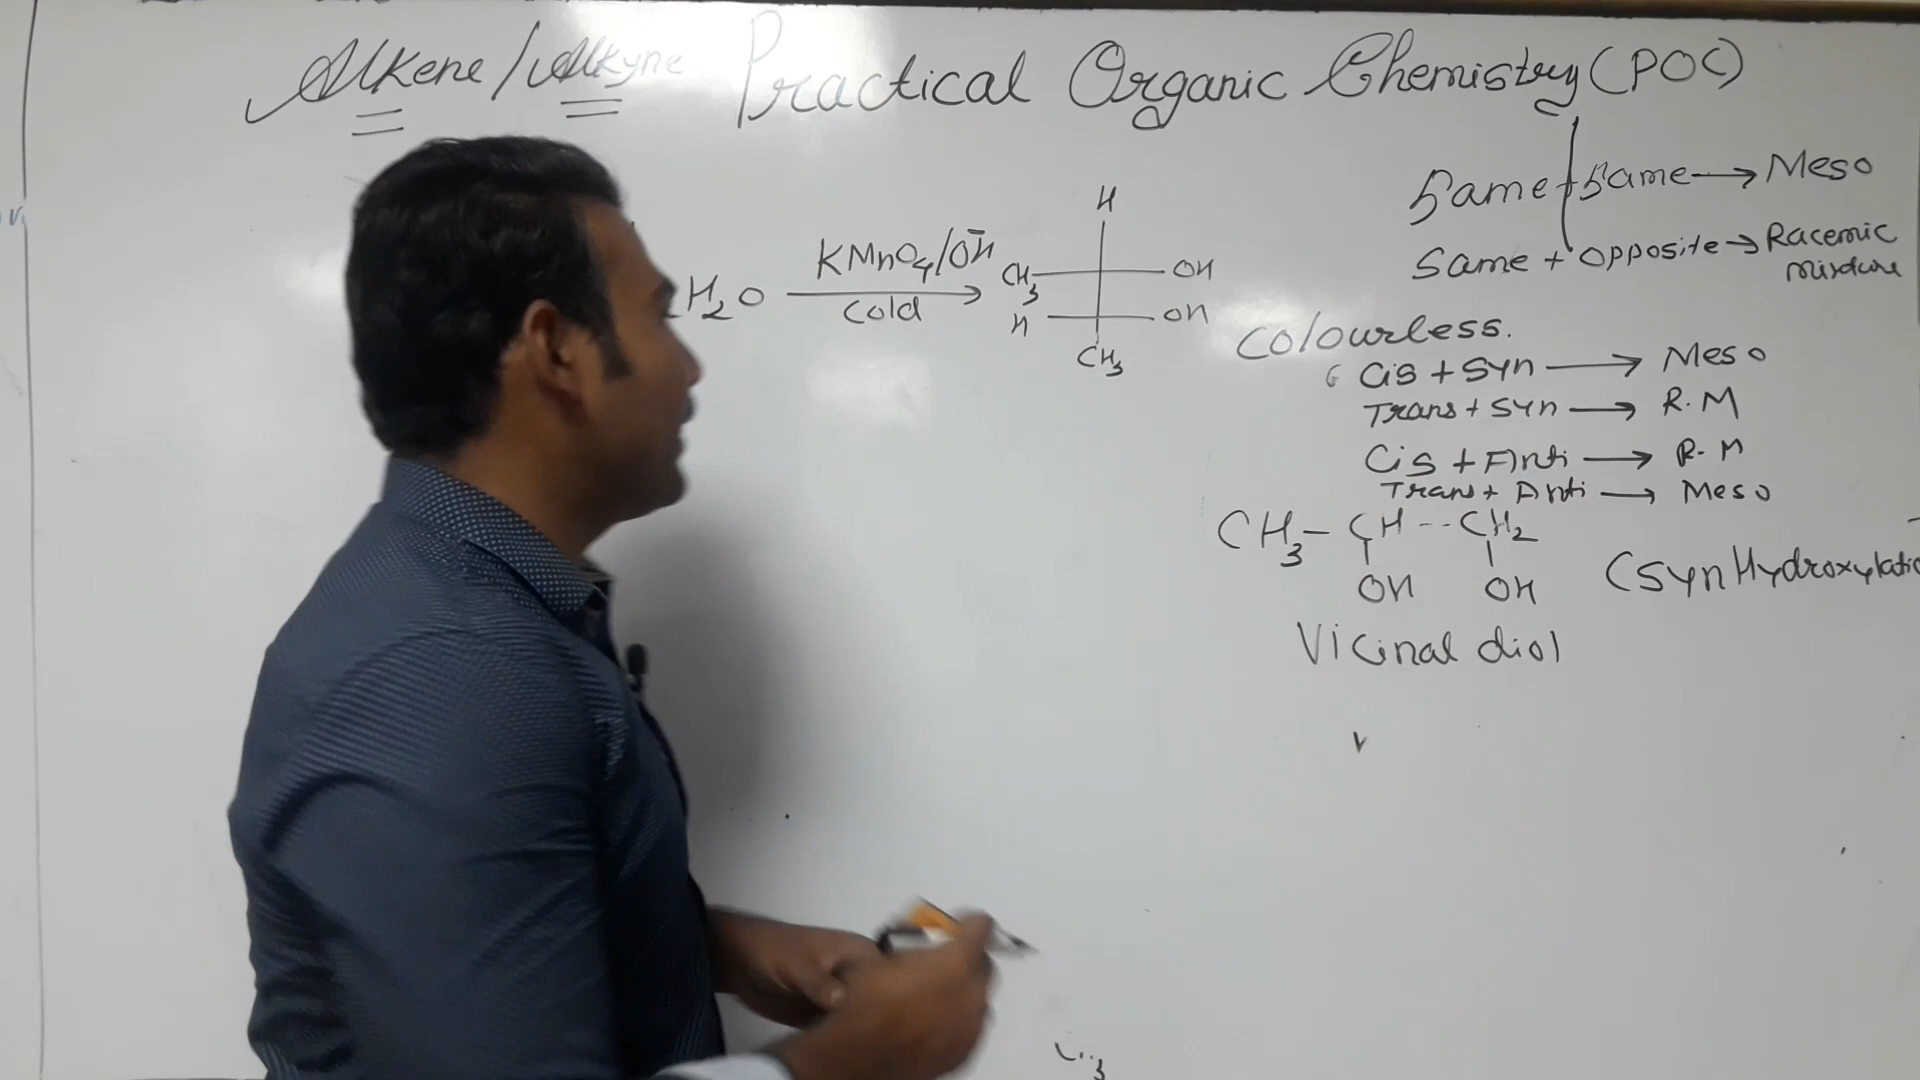 Alkene/Alkyne Practical Organic Chemistry (POC)
Same + Same → Meso
Same + Opposite → Racemic mixture
H
H2O KMnO4/OH̄ cold → CH3 OH
H OH
CH3
Colourless.
Cis + Syn → Meso
Trans + Syn → R.M
Cis + Anti → R.M
Trans + Anti → Meso
CH3 - CH -- CH2
OH OH
(Syn Hydroxylatio
Vicinal diol